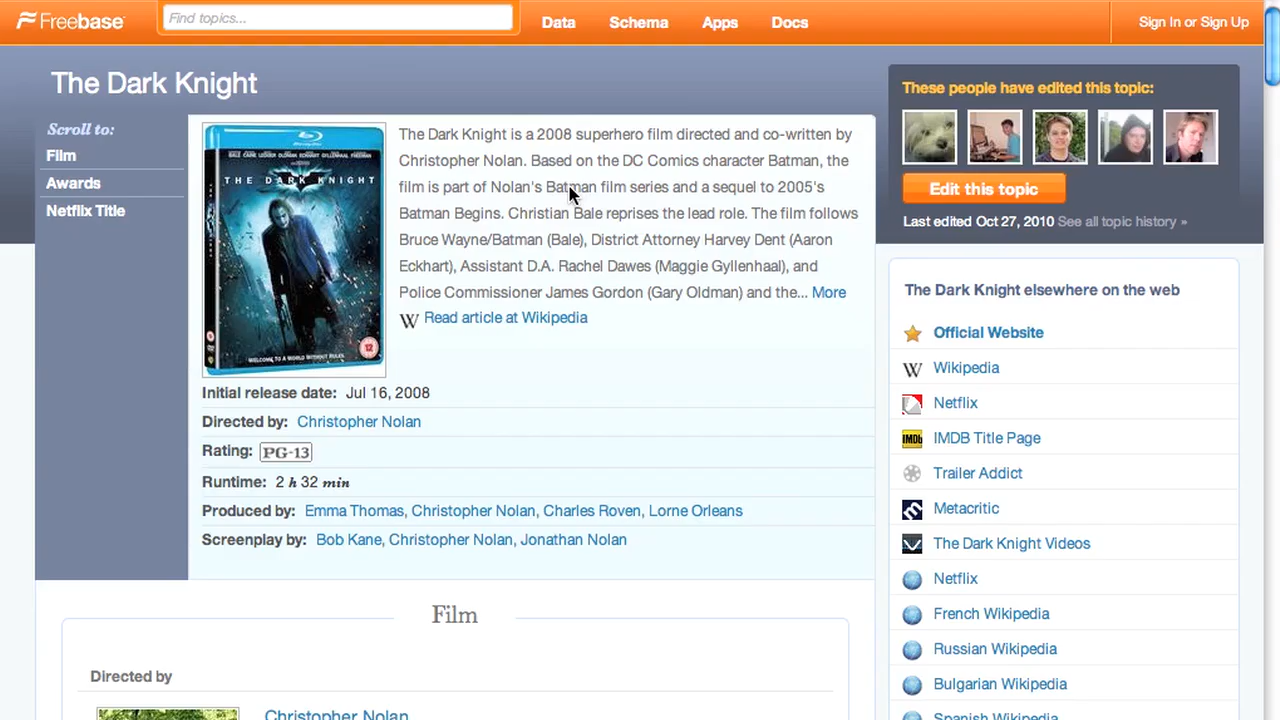 Freebase
Find topics...
Data
Schema
Apps
Docs
Sign In or Sign Up
The Dark Knight
Scroll to:
Film
Awards
Netflix Title
THE DARK KNIGHT
WELCOME TO A WORLD WITHOUT RULES.
12
The Dark Knight is a 2008 superhero film directed and co-written by
Christopher Nolan. Based on the DC Comics character Batman, the
film is part of Nolan's Batman film series and a sequel to 2005's
Batman Begins. Christian Bale reprises the lead role. The film follows
Bruce Wayne/Batman (Bale), District Attorney Harvey Dent (Aaron
Eckhart), Assistant D.A. Rachel Dawes (Maggie Gyllenhaal), and
Police Commissioner James Gordon (Gary Oldman) and the... More
W Read article at Wikipedia
Initial release date: Jul 16, 2008
Directed by: Christopher Nolan
Rating: PG-13
Runtime: 2 h 32 min
Produced by: Emma Thomas, Christopher Nolan, Charles Roven, Lorne Orleans
Screenplay by: Bob Kane, Christopher Nolan, Jonathan Nolan
Film
Directed by
Christopher Nolan
These people have edited this topic:
Edit this topic
Last edited Oct 27, 2010 See all topic history »
The Dark Knight elsewhere on the web
Official Website
W Wikipedia
Netflix
IMDb IMDB Title Page
Trailer Addict
Metacritic
The Dark Knight Videos
Netflix
French Wikipedia
Russian Wikipedia
Bulgarian Wikipedia
Spanish Wikipedia